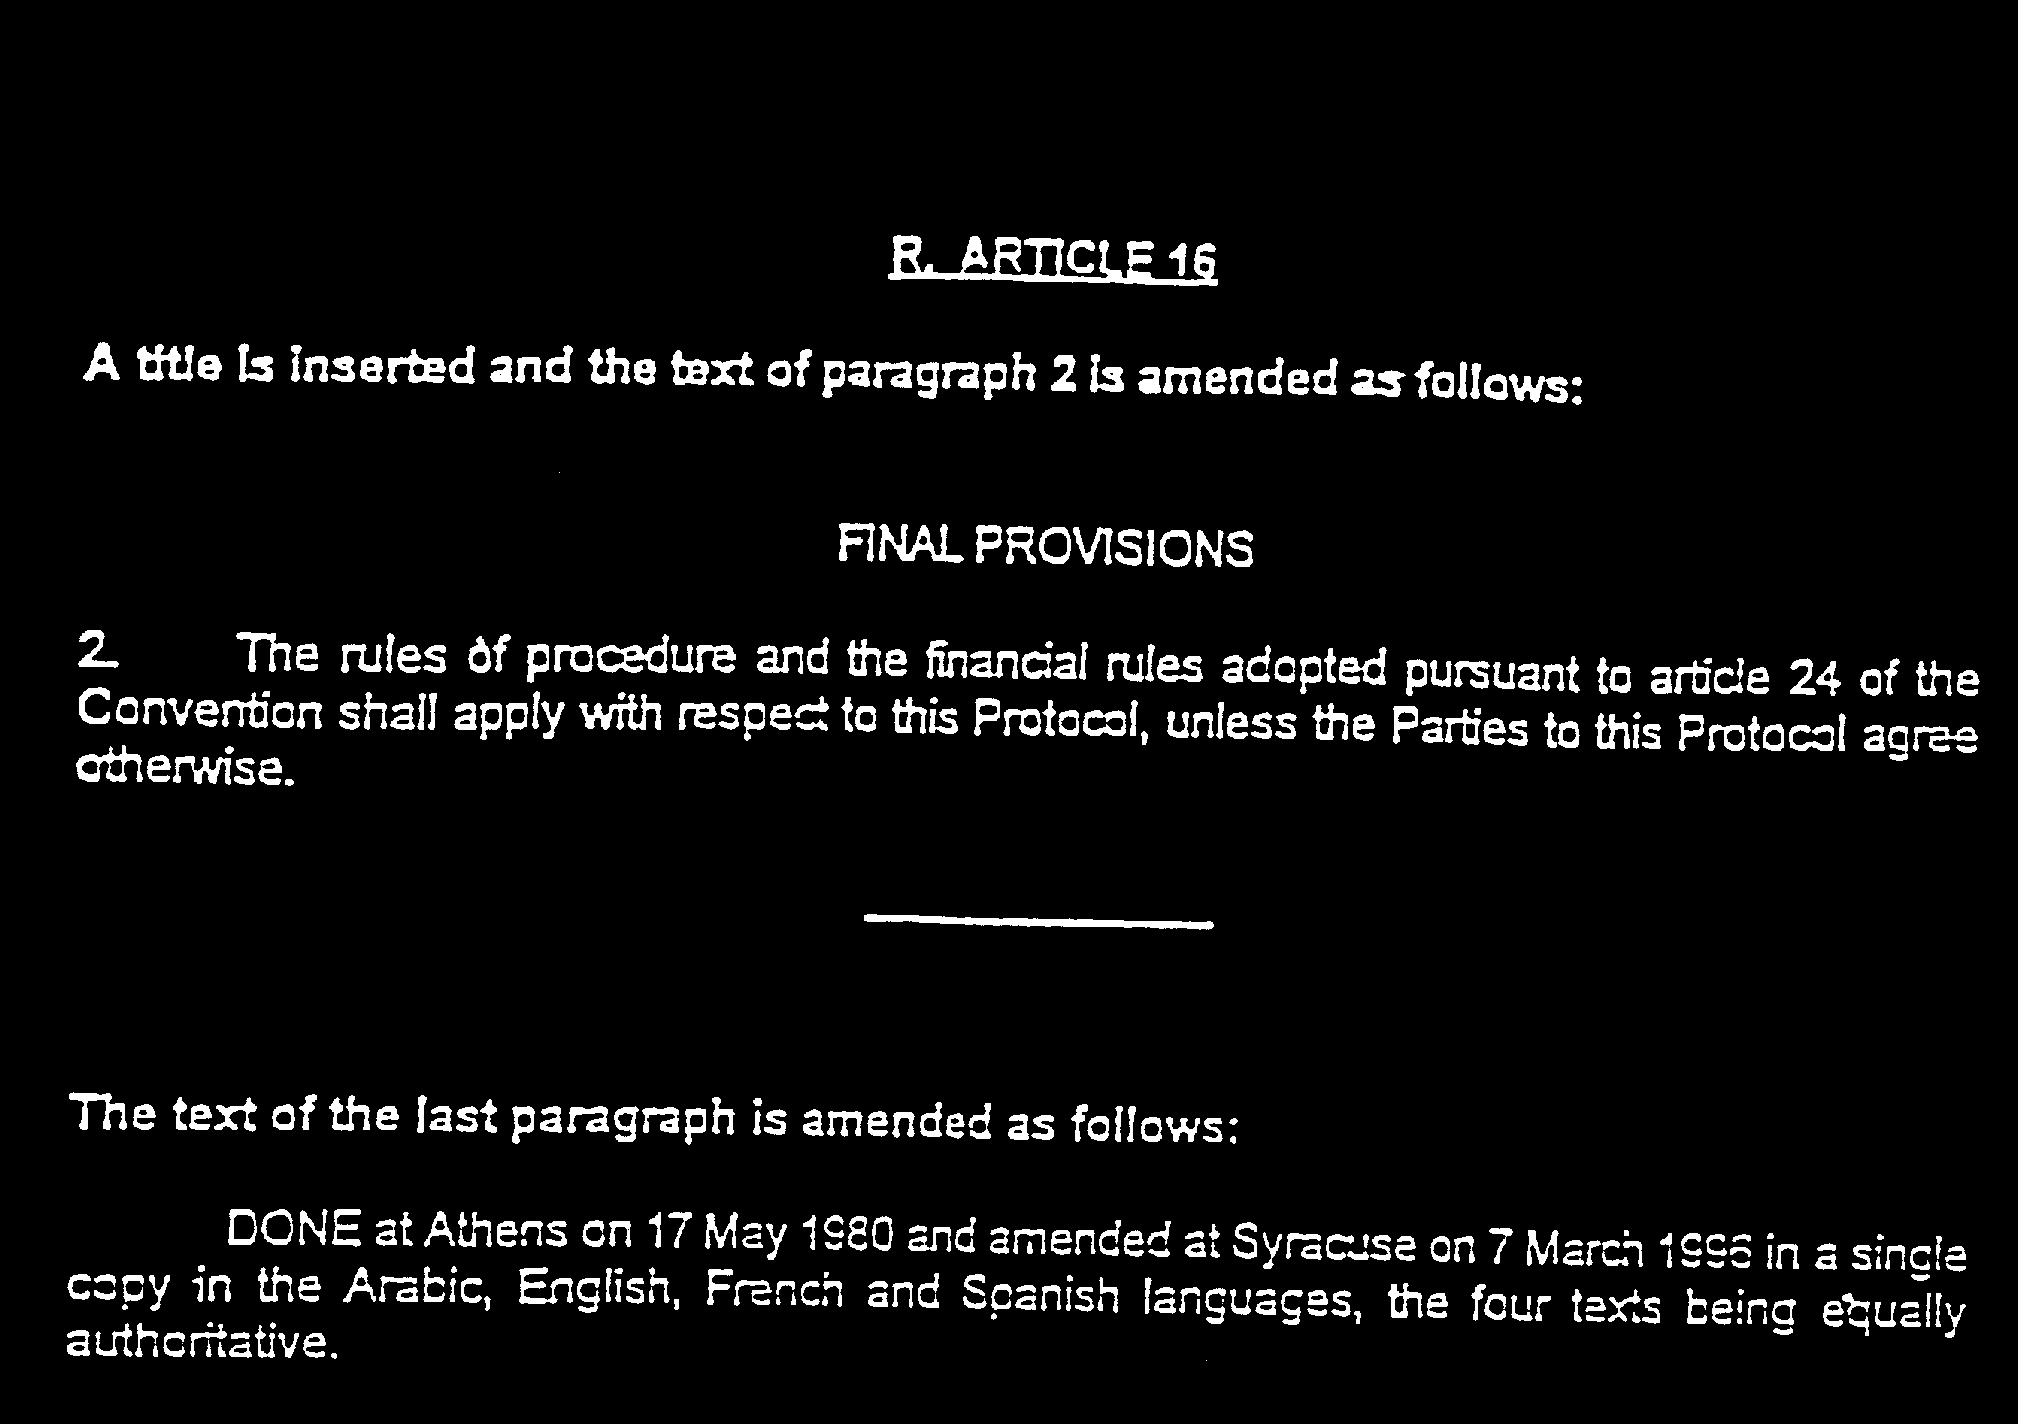 R. ARTICLE 16
A title is inserted and the text of paragraph 2 is amended as follows:
FINAL PROVISIONS
2. The rules of procedure and the financial rules adopted pursuant to article 24 of the
Convention shall apply with respect to this Protocol, unless the Parties to this Protocol agree
otherwise.
The text of the last paragraph is amended as follows:
DONE at Athens on 17 May 1980 and amended at Syracuse on 7 March 1996 in a single
copy in the Arabic, English, French and Spanish languages, the four texts being equally
authoritative.